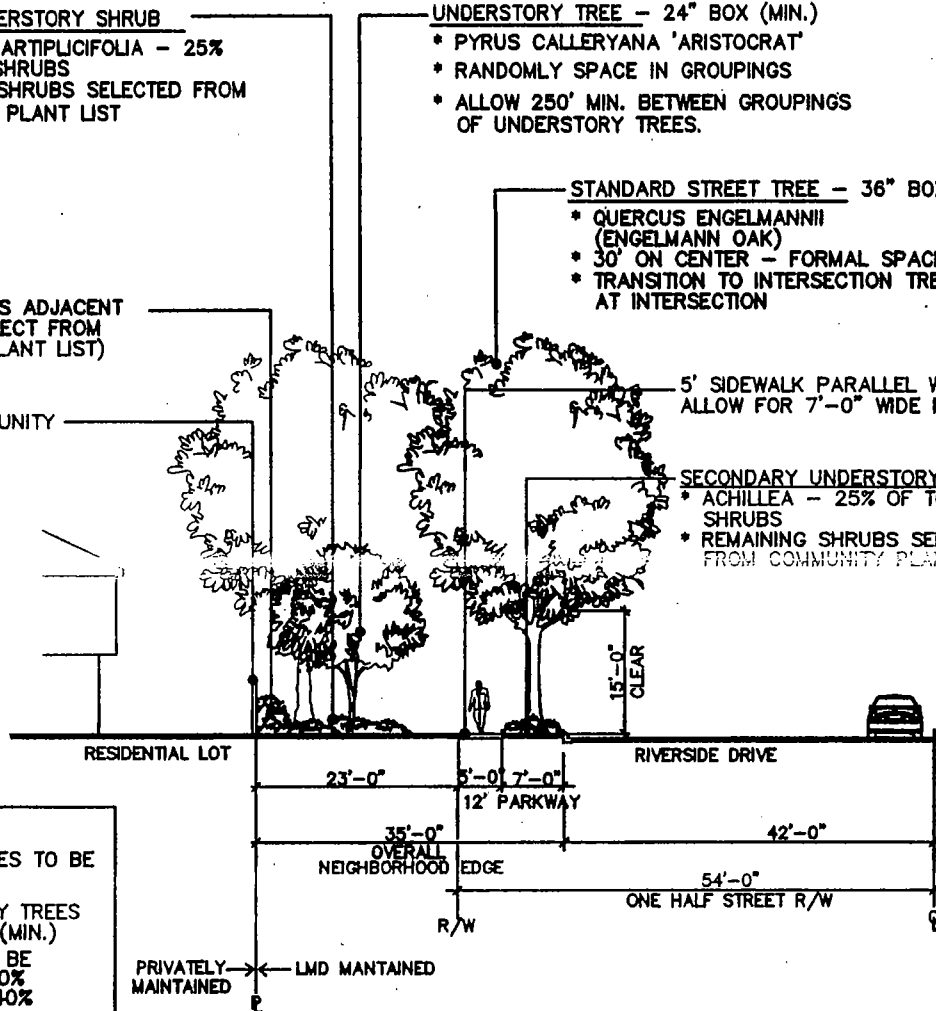 ERSTORY SHRUB
ARTIPLICIFOLIA – 25%
SHRUBS
SHRUBS SELECTED FROM
PLANT LIST
UNDERSTORY TREE – 24" BOX (MIN.)
* PYRUS CALLERYANA 'ARISTOCRAT'
* RANDOMLY SPACE IN GROUPINGS
* ALLOW 250' MIN. BETWEEN GROUPINGS
OF UNDERSTORY TREES.
STANDARD STREET TREE – 36" BO
* QUERCUS ENGELMANNII
(ENGELMANN OAK)
* 30' ON CENTER – FORMAL SPAC
* TRANSITION TO INTERSECTION TRE
AT INTERSECTION
S ADJACENT
ECT FROM
LANT LIST)
UNITY
5' SIDEWALK PARALLEL W
ALLOW FOR 7'-0" WIDE
SECONDARY UNDERSTORY
* ACHILLEA – 25% OF T
SHRUBS
* REMAINING SHRUBS SE
FROM COMMUNITY PLAN
15'-0"
CLEAR
RESIDENTIAL LOT
RIVERSIDE DRIVE
23'-0"
5'-0
7'-0"
12' PARKWAY
35'-0"
OVERALL
NEIGHBORHOOD EDGE
42'-0"
54'-0"
ONE HALF STREET R/W
R/W
ES TO BE
Y TREES
(MIN.)
BE
0%
40%
PRIVATELY
MAINTAINED
LMD MANTAINED